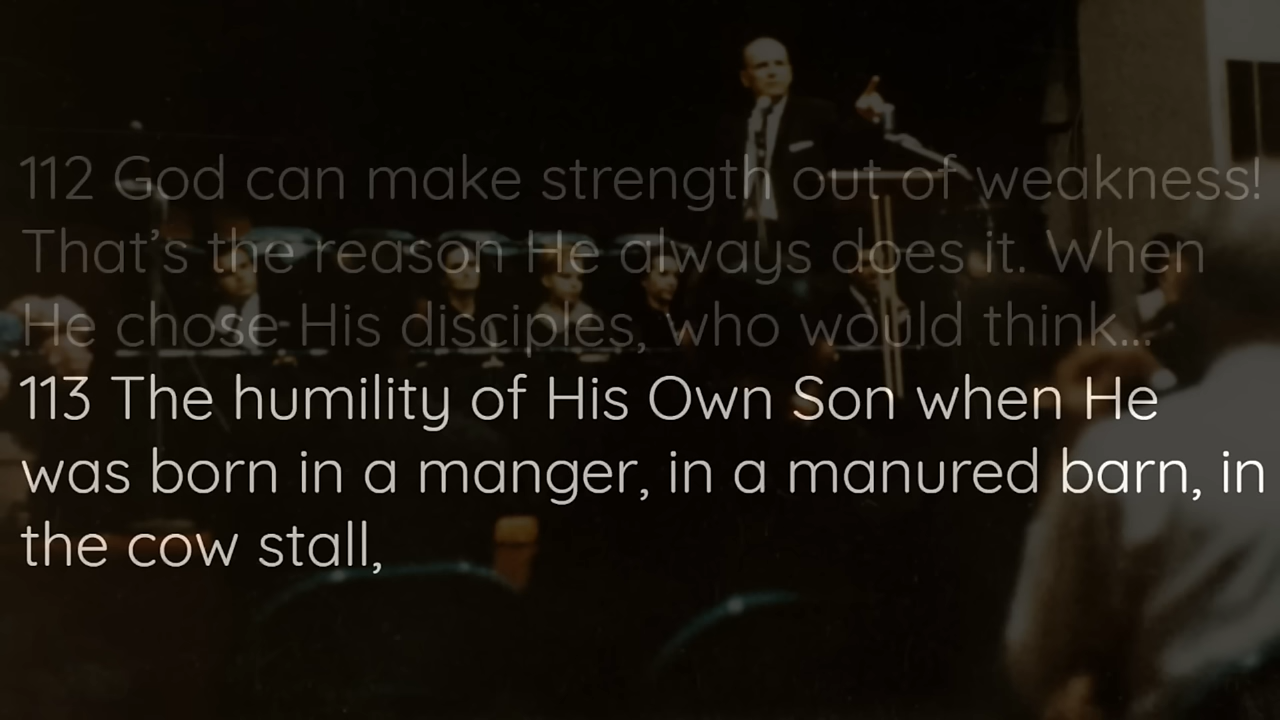 112 God can make strength out of weakness!
That’s the reason He always does it. When
He chose His disciples, who would think...
113 The humility of His Own Son when He
was born in a manger, in a manured barn, in
the cow stall,